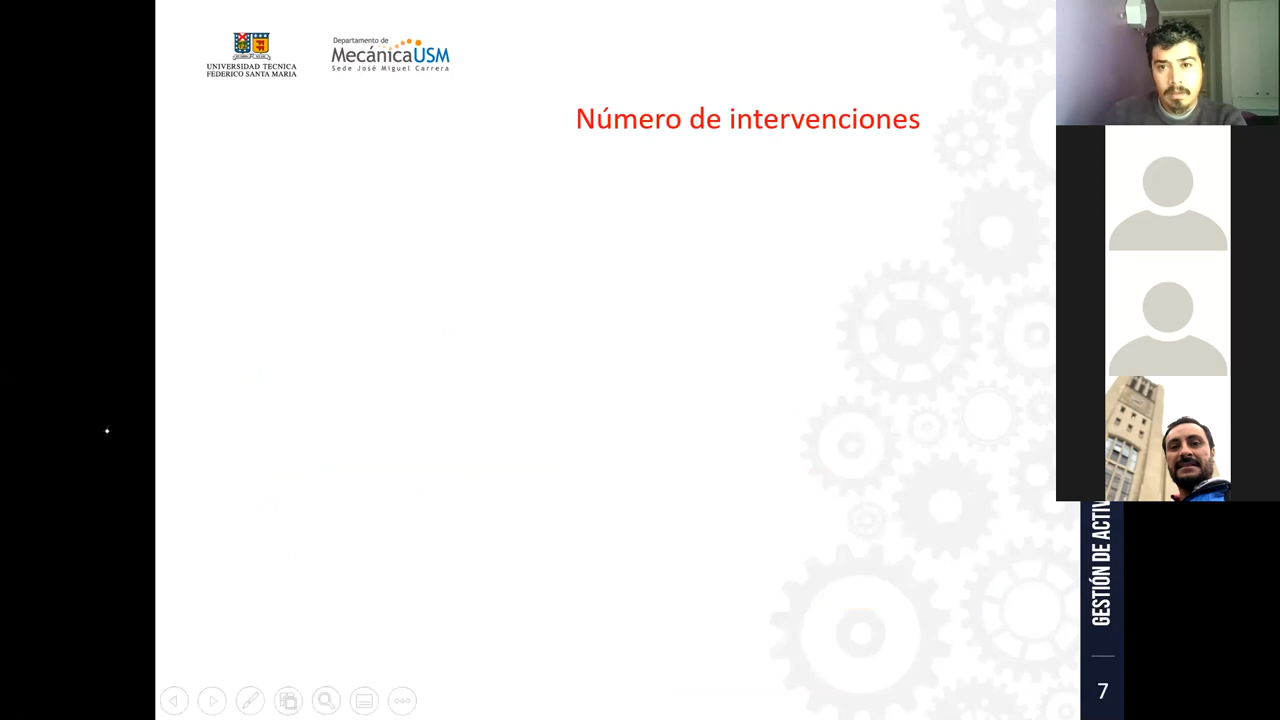 UNIVERSIDAD TECNICA
FEDERICO SANTA MARIA
Departamento de
MecánicaUSM
Sede José Miguel Carrera
Número de intervenciones
GESTIÓN DE ACTIV
7